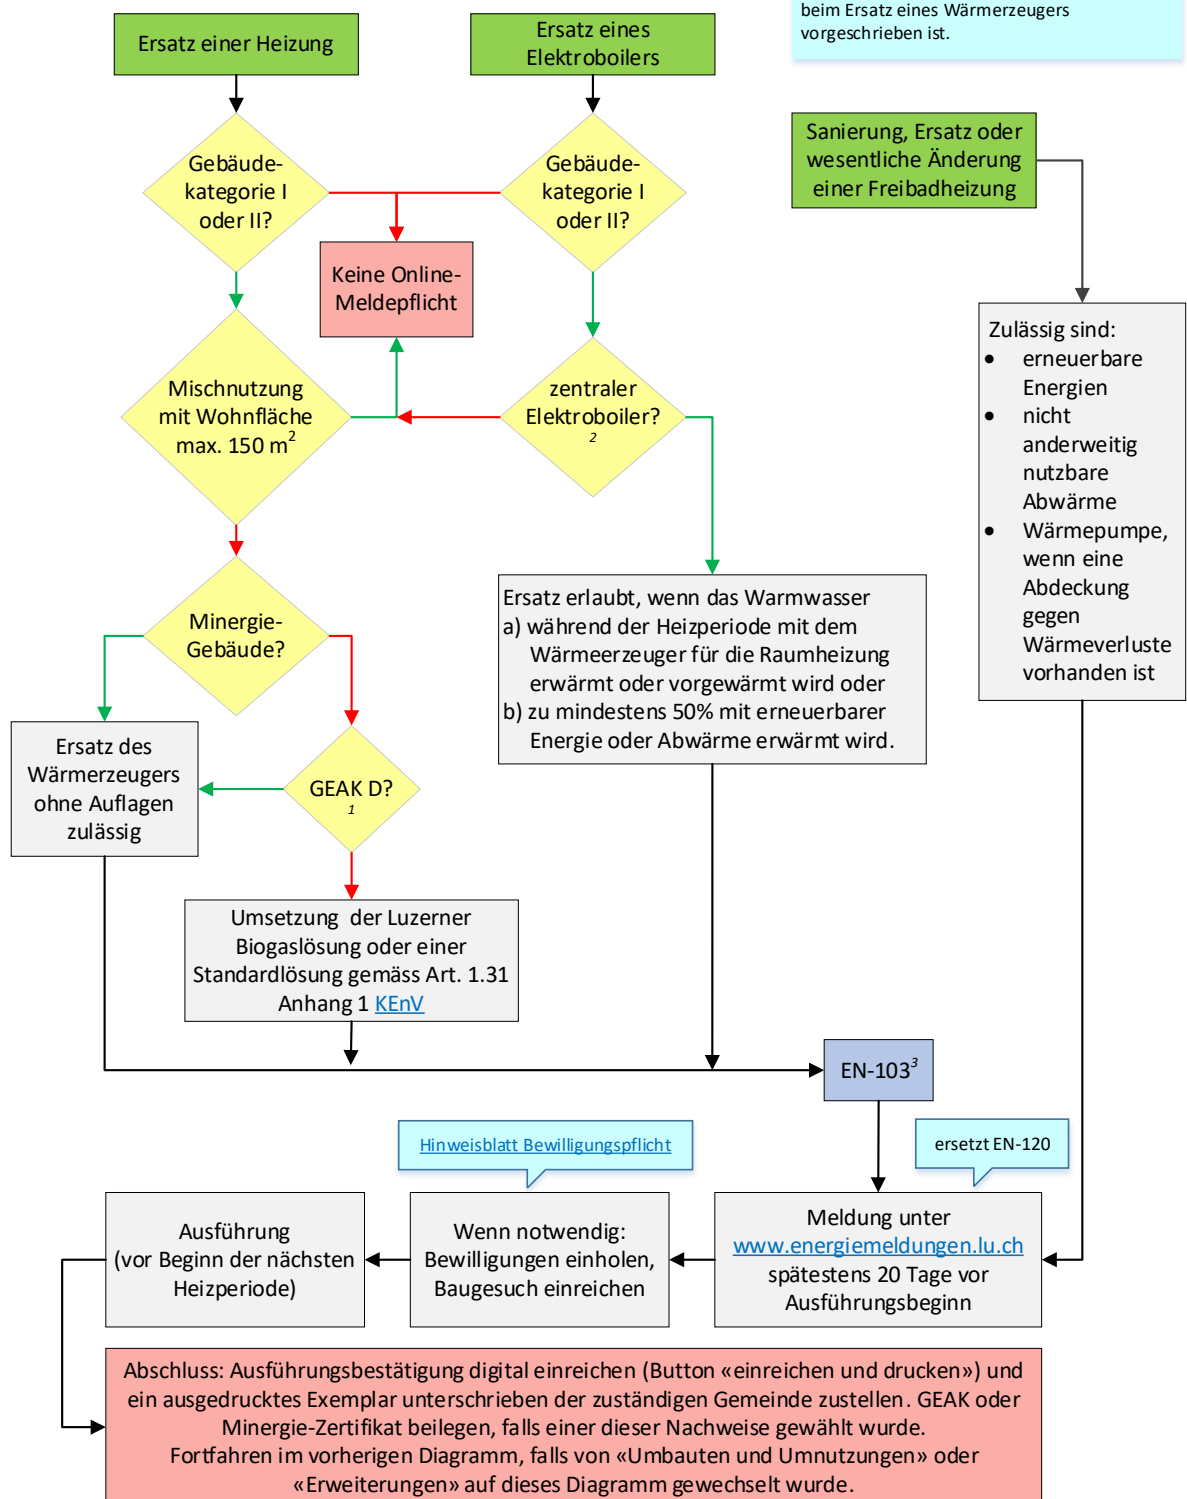 beim Ersatz eines Wärmerzeugers
vorgeschrieben ist.
Ersatz einer Heizung
Ersatz eines
Elektroboilers
Sanierung, Ersatz oder
wesentliche Änderung
einer Freibadheizung
Gebäude-
kategorie I
oder II?
Gebäude-
kategorie I
oder II?
Keine Online-
Meldepflicht
Mischnutzung
mit Wohnfläche
max. 150 m²
zentraler
Elektroboiler?
2
Zulässig sind:
• erneuerbare
Energien
• nicht
anderweitig
nutzbare
Abwärme
• Wärmepumpe,
wenn eine
Abdeckung
gegen
Wärmeverluste
vorhanden ist
Minergie-
Gebäude?
Ersatz erlaubt, wenn das Warmwasser
a) während der Heizperiode mit dem
Wärmeerzeuger für die Raumheizung
erwärmt oder vorgewärmt wird oder
b) zu mindestens 50% mit erneuerbarer
Energie oder Abwärme erwärmt wird.
Ersatz des
Wärmerzeugers
ohne Auflagen
zulässig
GEAK D?
1
Umsetzung der Luzerner
Biogaslösung oder einer
Standardlösung gemäss Art. 1.31
Anhang 1 KEnV
EN-103³
Hinweisblatt Bewilligungspflicht
ersetzt EN-120
Ausführung
(vor Beginn der nächsten
Heizperiode)
Wenn notwendig:
Bewilligungen einholen,
Baugesuch einreichen
Meldung unter
www.energiemeldungen.lu.ch
spätestens 20 Tage vor
Ausführungsbeginn
Abschluss: Ausführungsbestätigung digital einreichen (Button «einreichen und drucken») und
ein ausgedrucktes Exemplar unterschrieben der zuständigen Gemeinde zustellen. GEAK oder
Minergie-Zertifikat beilegen, falls einer dieser Nachweise gewählt wurde.
Fortfahren im vorherigen Diagramm, falls von «Umbauten und Umnutzungen» oder
«Erweiterungen» auf dieses Diagramm gewechselt wurde.